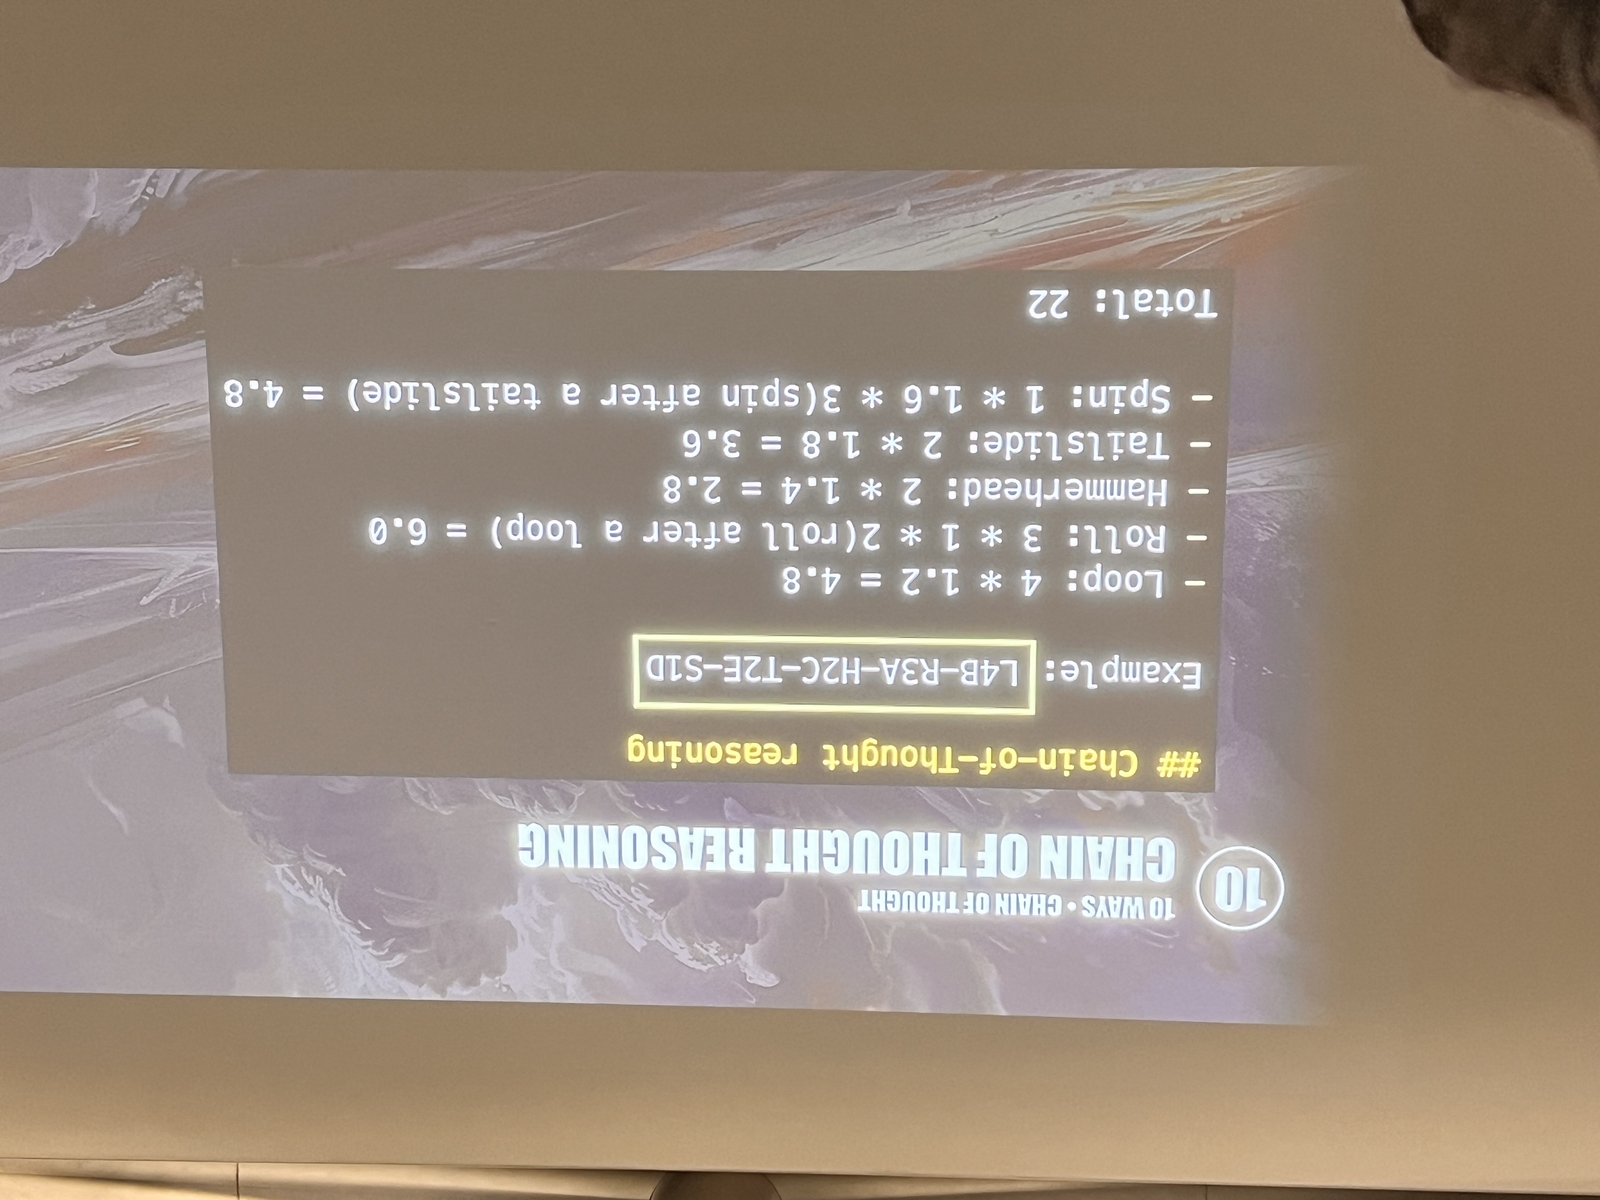 10
10 WAYS • CHAIN OF THOUGHT
CHAIN OF THOUGHT REASONING
## Chain-of-Thought reasoning
Example: L4B-R3A-H2C-T2E-S1D
- Loop: 4 * 1.2 = 4.8
- Roll: 3 * 1 * 2(roll after a loop) = 6.0
- Hammerhead: 2 * 1.4 = 2.8
- Tailslide: 2 * 1.8 = 3.6
- Spin: 1 * 1.6 * 3(spin after a tailslide) = 4.8
Total: 22